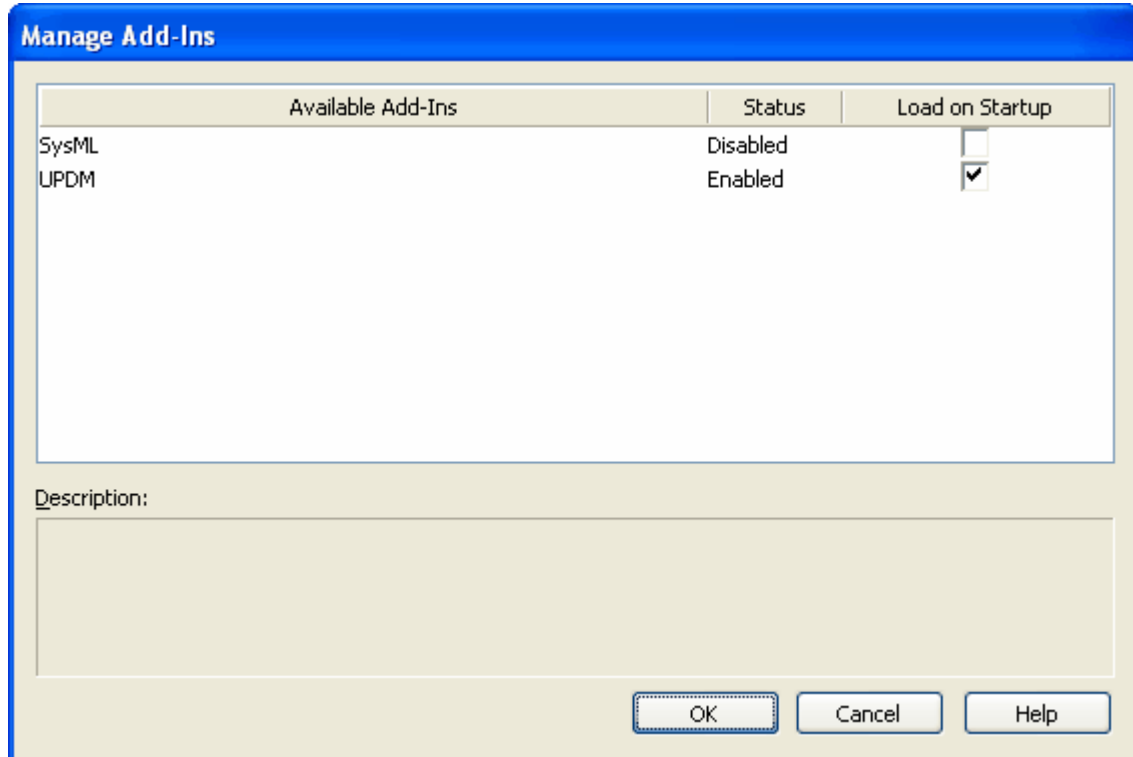 Manage Add-Ins
Available Add-Ins Status Load on Startup
SysML Disabled
UPDM Enabled
Description:
OK Cancel Help